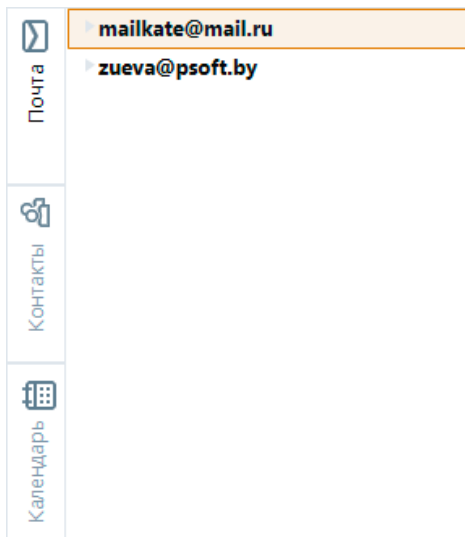 Почта
Контакты
Календарь
mailkate@mail.ru
zueva@psoft.by